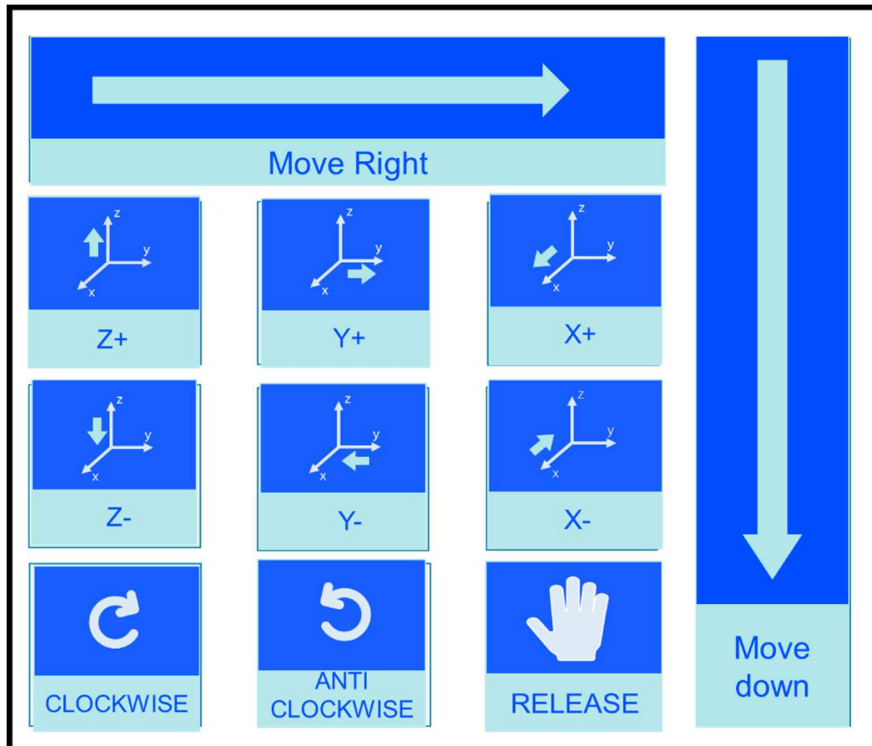 Move Right
z
y
x
Z+
z
y
x
Y+
z
y
x
X+
z
y
x
Z-
z
y
x
Y-
z
y
x
X-
CLOCKWISE
ANTI
CLOCKWISE
RELEASE
Move
down